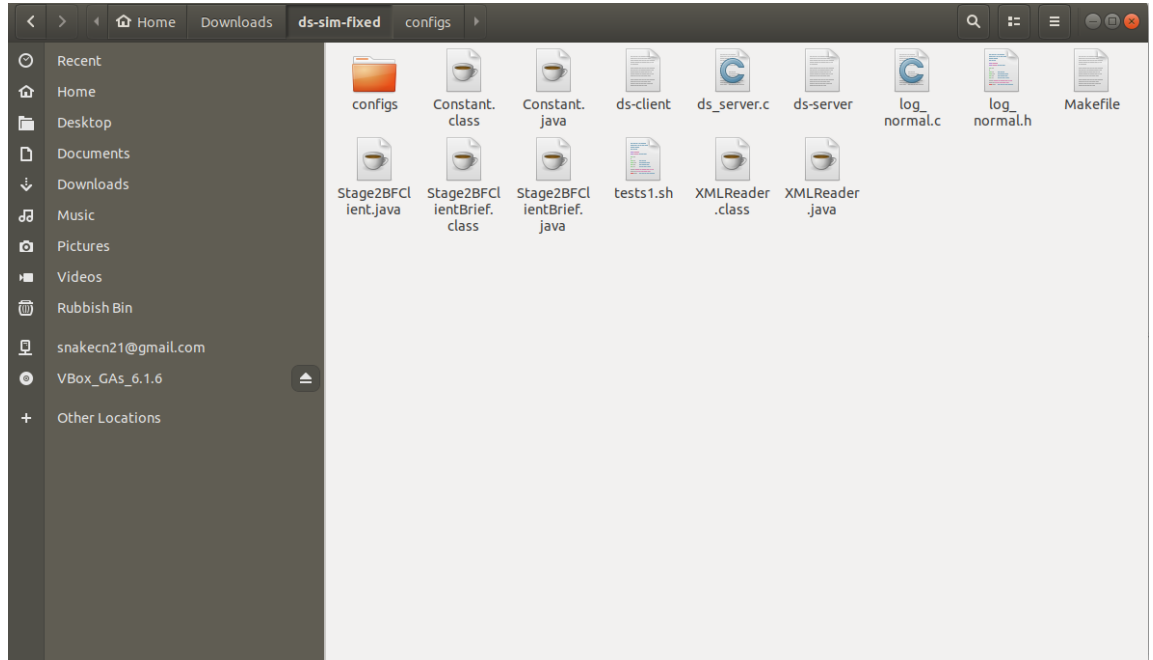 Home
Downloads
ds-sim-fixed
configs
Recent
Home
Desktop
Documents
Downloads
Music
Pictures
Videos
Rubbish Bin
snakecn21@gmail.com
VBox_GAs_6.1.6
Other Locations
configs
Constant.
class
Constant.
java
ds-client
ds_server.c
ds-server
log_
normal.c
log_
normal.h
Makefile
Stage2BFCl
ient.java
Stage2BFCl
ientBrief.
class
Stage2BFCl
ientBrief.
java
tests1.sh
XMLReader
.class
XMLReader
.java